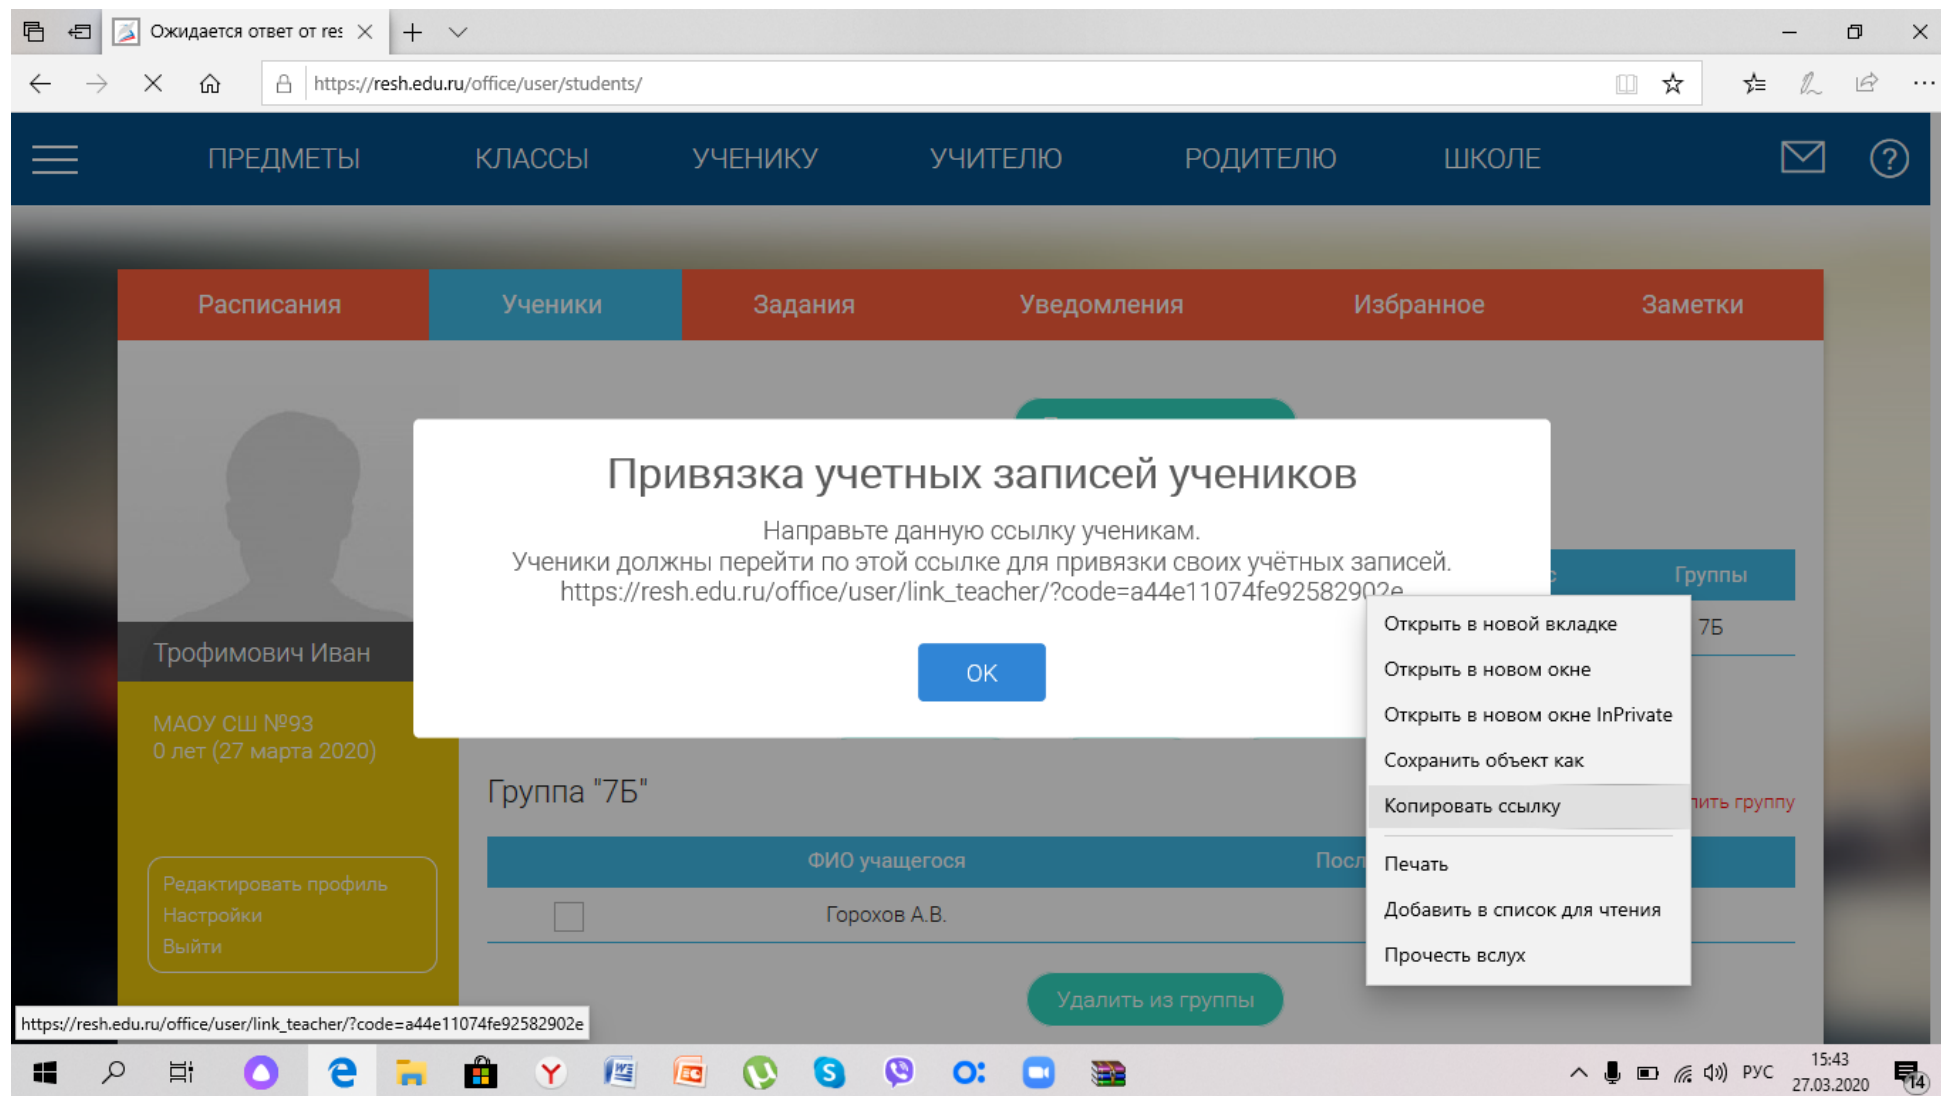 Ожидается ответ от res
https://resh.edu.ru/office/user/students/
ПРЕДМЕТЫ КЛАССЫ УЧЕНИКУ УЧИТЕЛЮ РОДИТЕЛЮ ШКОЛЕ
Расписания Ученики Задания Уведомления Избранное Заметки
Привязка учетных записей учеников
Направьте данную ссылку ученикам.
Ученики должны перейти по этой ссылке для привязки своих учётных записей.
https://resh.edu.ru/office/user/link_teacher/?code=a44e11074fe92582902e
OK
Группы
7Б
Трофимович Иван
МАОУ СШ №93
0 лет (27 марта 2020)
Редактировать профиль
Настройки
Выйти
Группа "7Б"
лить группу
ФИО учащегося Посл
Горохов А.В.
Удалить из группы
Открыть в новой вкладке
Открыть в новом окне
Открыть в новом окне InPrivate
Сохранить объект как
Копировать ссылку
Печать
Добавить в список для чтения
Прочесть вслух
https://resh.edu.ru/office/user/link_teacher/?code=a44e11074fe92582902e
РУС
15:43
27.03.2020
14